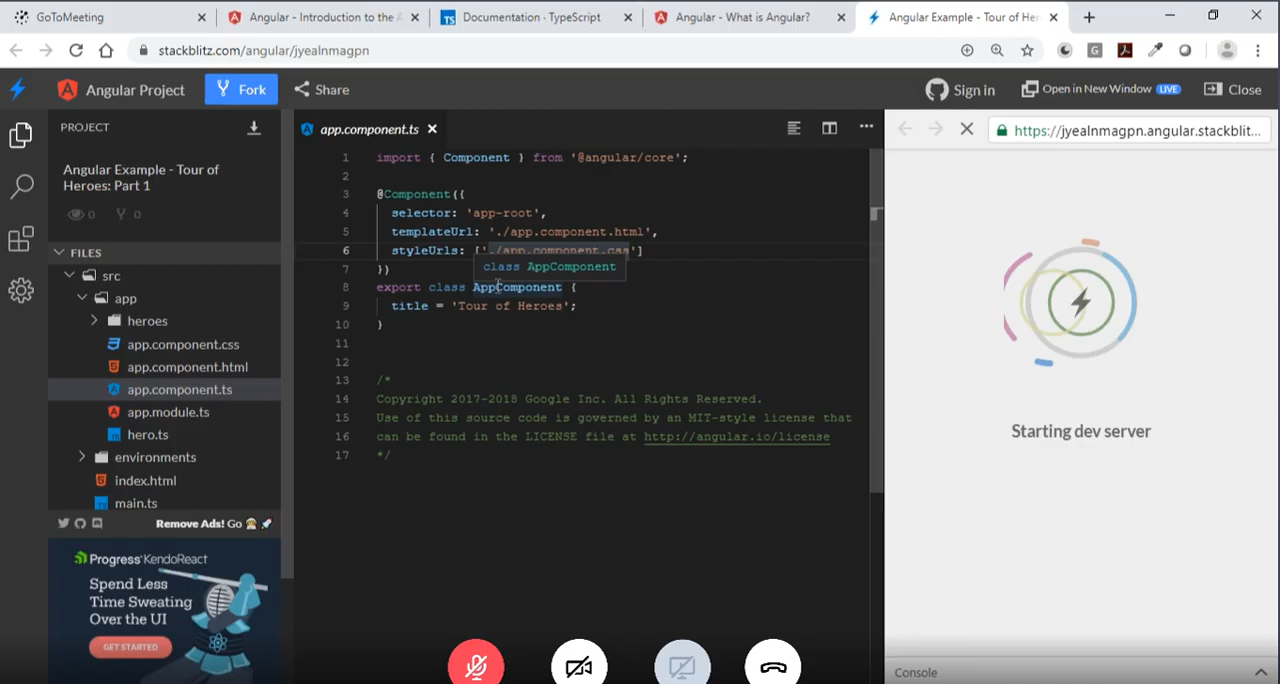 GoToMeeting
Angular - Introduction to the A
Documentation · TypeScript
Angular - What is Angular?
Angular Example - Tour of Her
stackblitz.com/angular/jyealnmagpn
Angular Project
Fork
Share
Sign in
Open in New Window LIVE
Close
PROJECT
Angular Example - Tour of
Heroes: Part 1
0 0
FILES
src
app
heroes
app.component.css
app.component.html
app.component.ts
app.module.ts
hero.ts
environments
index.html
main.ts
Remove Ads! Go
Progress® KendoReact
Spend Less
Time Sweating
Over the UI
GET STARTED
app.component.ts
1 import { Component } from '@angular/core';
2
3 @Component({
4 selector: 'app-root',
5 templateUrl: './app.component.html',
6 styleUrls: ['./app.component.css']
class AppComponent
7 })
8 export class AppComponent {
9 title = 'Tour of Heroes';
10 }
11
12
13 /*
14 Copyright 2017-2018 Google Inc. All Rights Reserved.
15 Use of this source code is governed by an MIT-style license that
16 can be found in the LICENSE file at http://angular.io/license
17 */
https://jyealnmagpn.angular.stackblit...
Starting dev server
Console